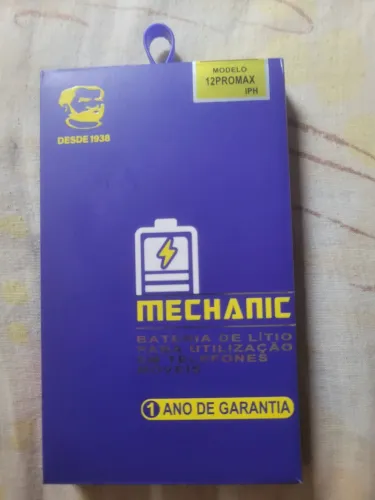 MODELO
12PROMAX
IPH
DESDE 1938
MECHANIC
BATERIA DE LÍTIO
PARA UTILIZAÇÃO
EM TELEFONES
MÓVEIS
1 ANO DE GARANTIA